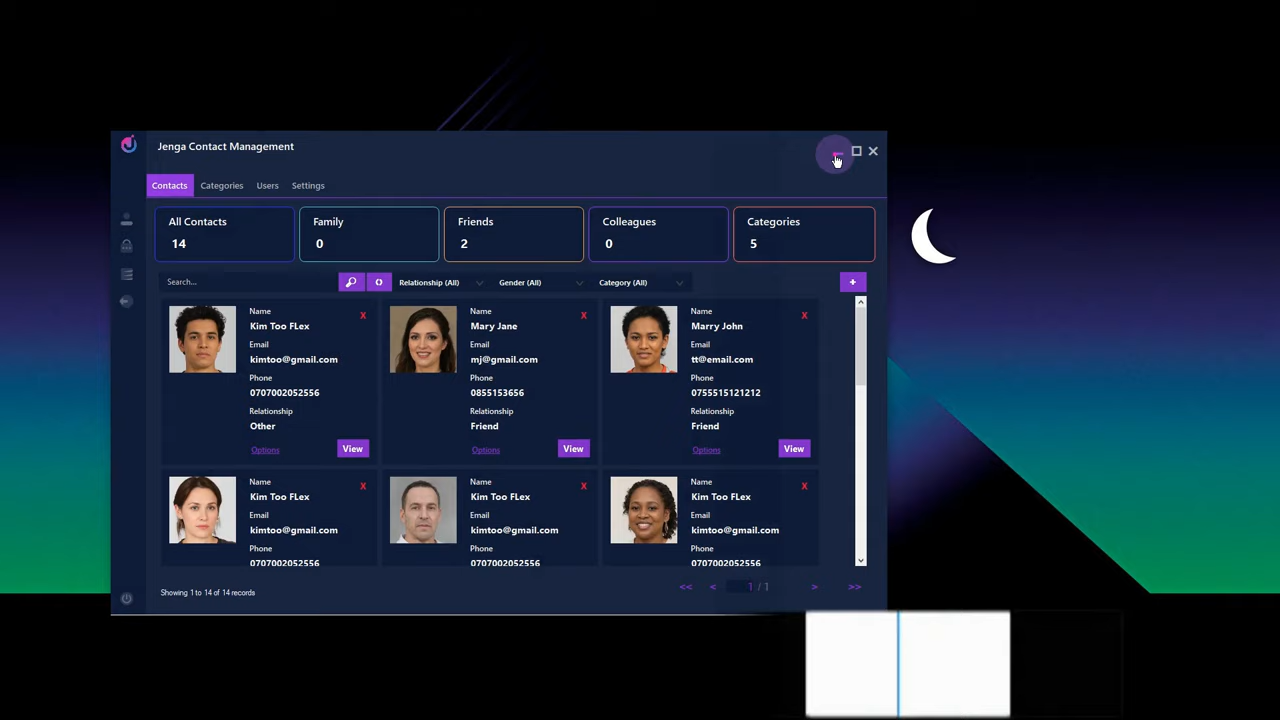 Jenga Contact Management
Contacts Categories Users Settings
All Contacts
14
Family
0
Friends
2
Colleagues
0
Categories
5
Search...
Relationship (All)
Gender (All)
Category (All)
+
Name
Kim Too FLex
X
Email
kimtoo@gmail.com
Phone
0707002052556
Relationship
Other
Options
View
Name
Mary Jane
X
Email
mj@gmail.com
Phone
0855153656
Relationship
Friend
Options
View
Name
Marry John
X
Email
tt@email.com
Phone
0755515121212
Relationship
Friend
Options
View
Name
Kim Too FLex
X
Email
kimtoo@gmail.com
Phone
0707002052556
Name
Kim Too FLex
X
Email
kimtoo@gmail.com
Phone
0707002052556
Name
Kim Too FLex
X
Email
kimtoo@gmail.com
Phone
0707002052556
Showing 1 to 14 of 14 records
<< < 1 / 1 > >>